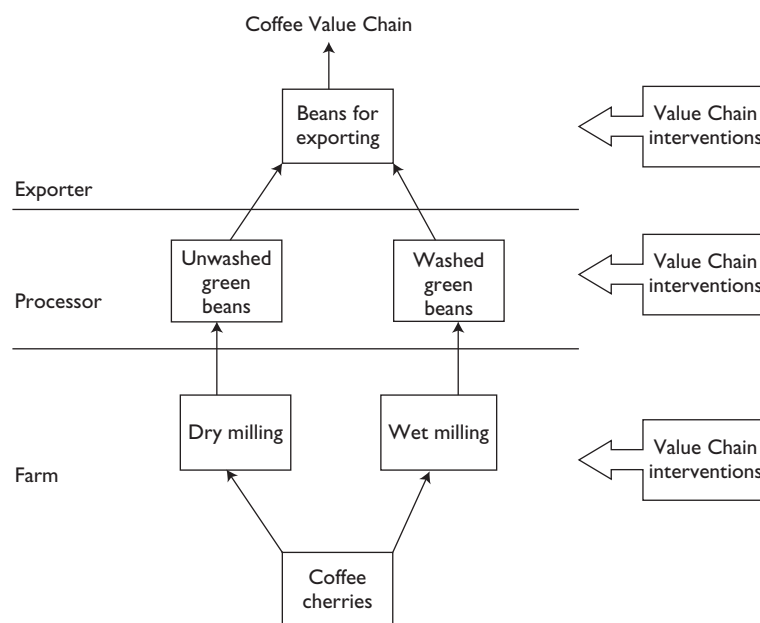 Coffee Value Chain
Beans for
exporting
Value Chain
interventions
Exporter
Unwashed
green
beans
Washed
green
beans
Value Chain
interventions
Processor
Dry milling
Wet milling
Value Chain
interventions
Farm
Coffee
cherries